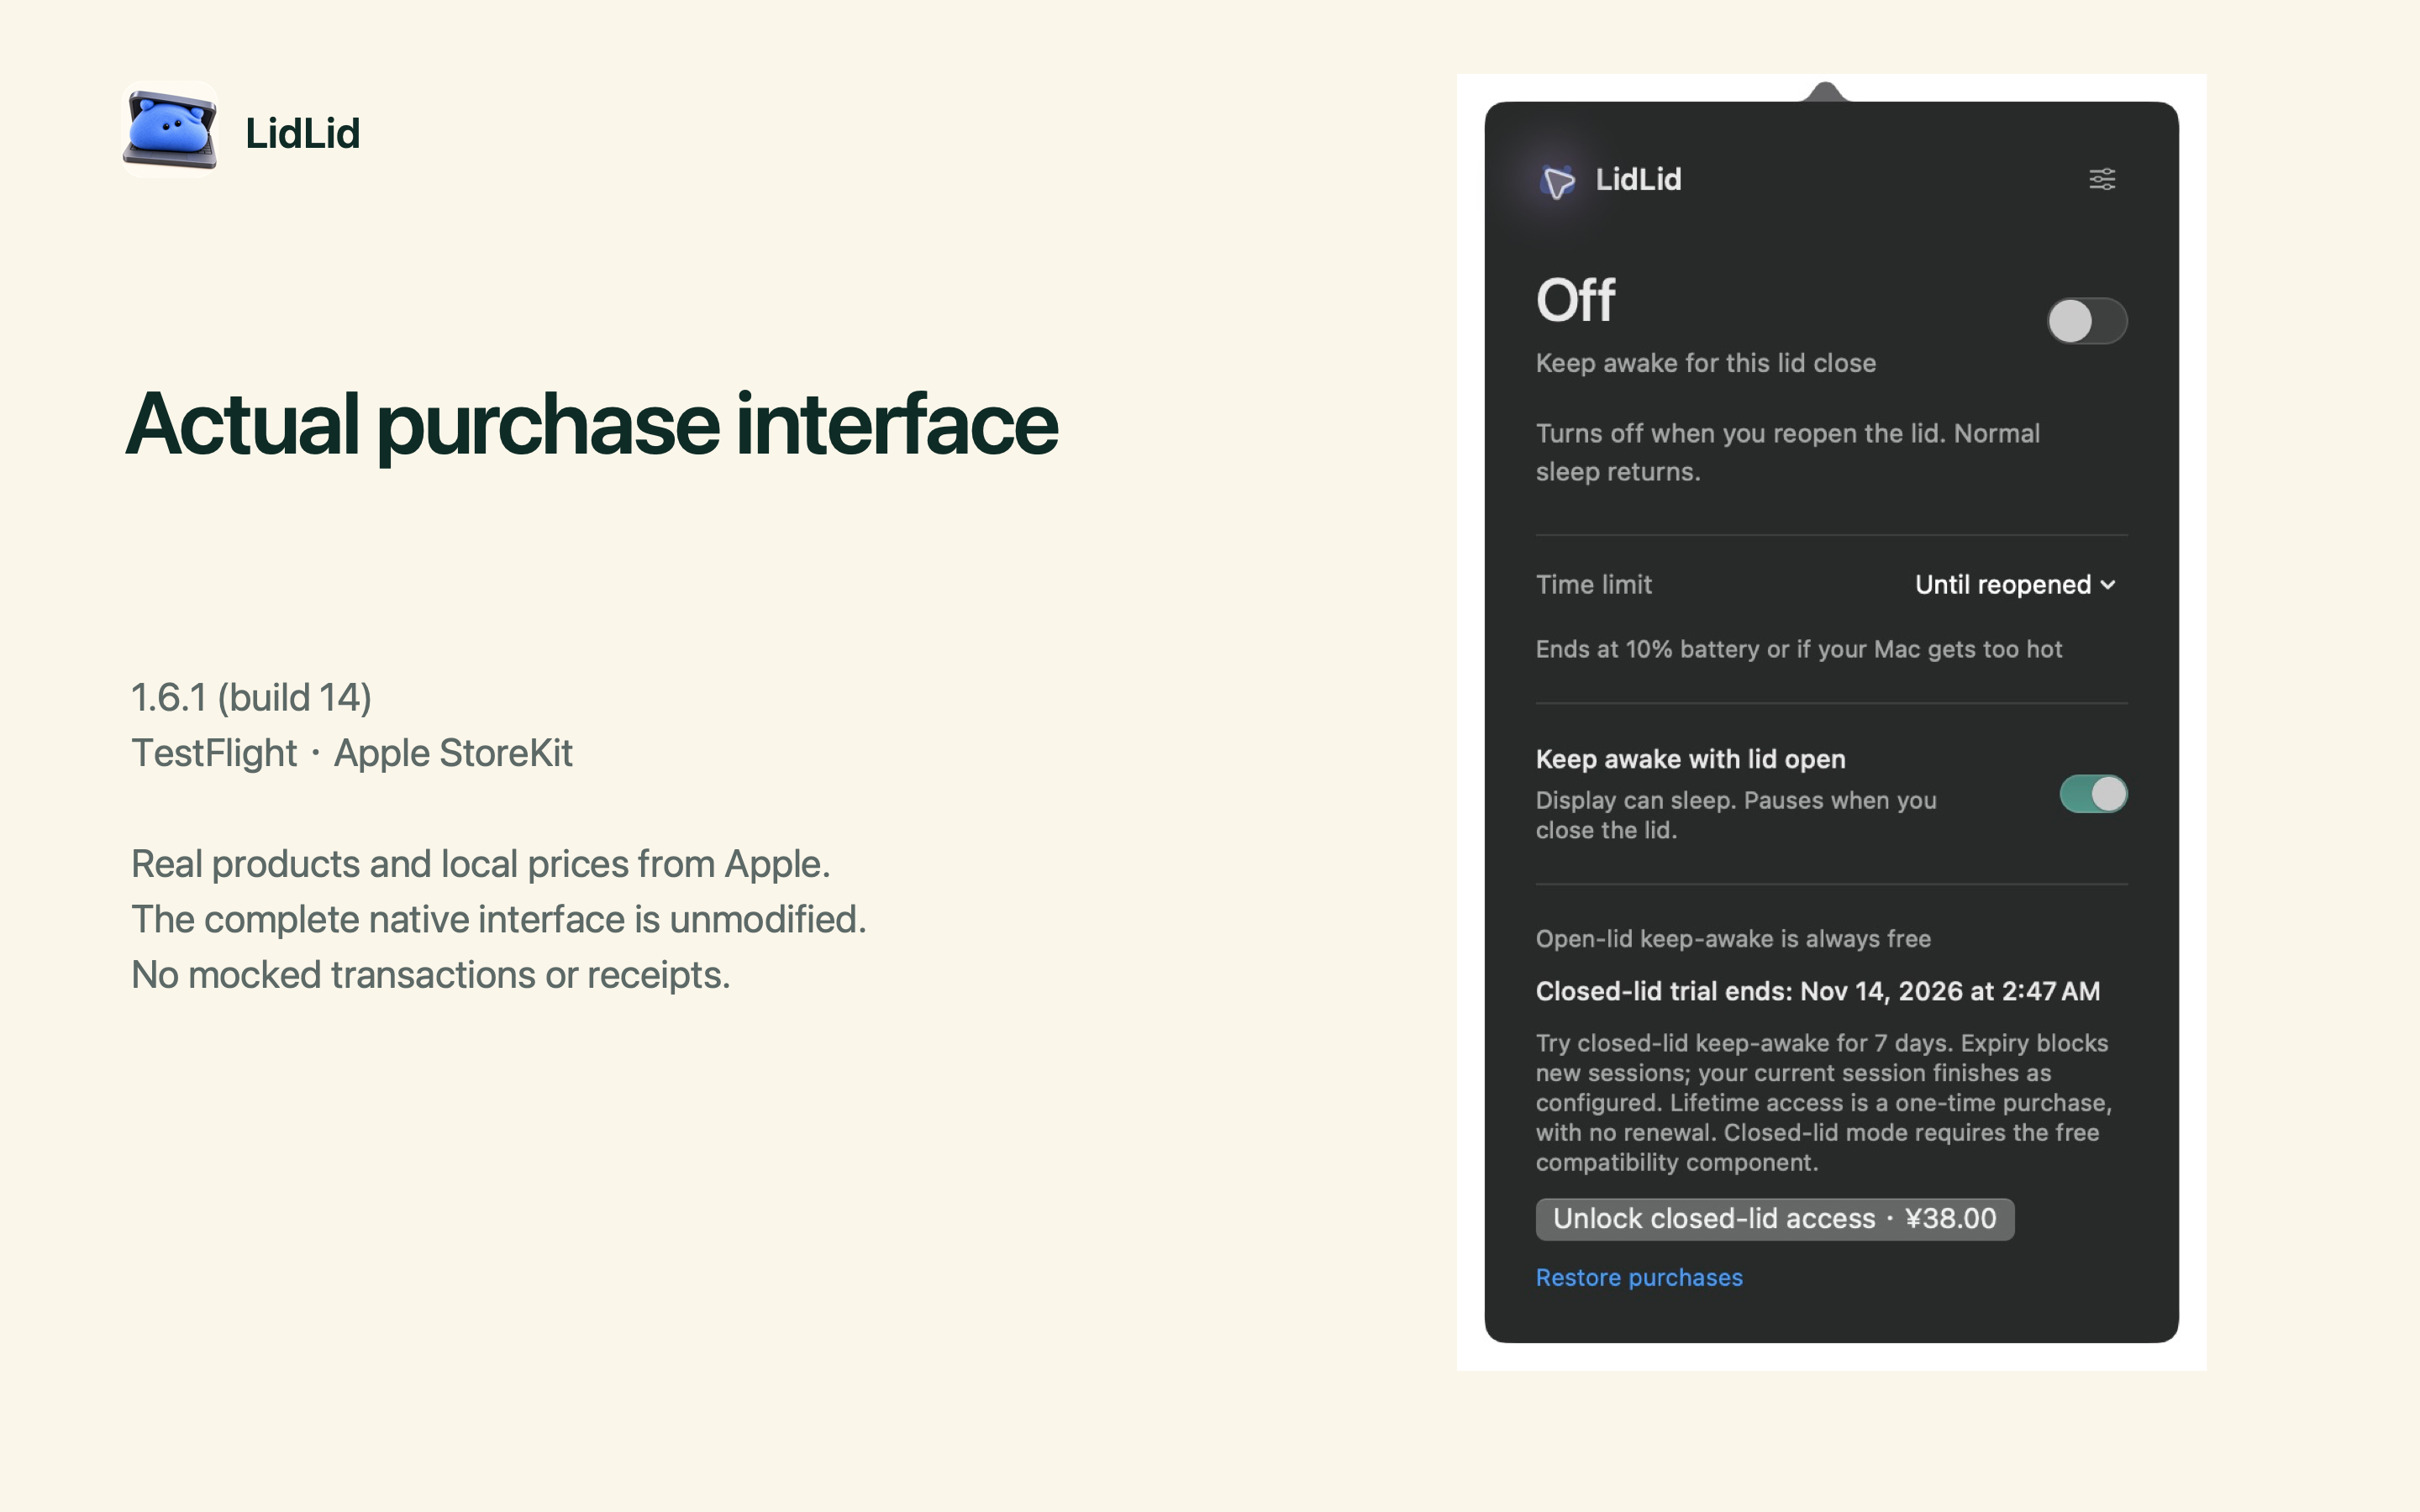 LidLid
Actual purchase interface
1.6.1 (build 14)
TestFlight · Apple StoreKit
Real products and local prices from Apple.
The complete native interface is unmodified.
No mocked transactions or receipts.
LidLid
Off
Keep awake for this lid close
Turns off when you reopen the lid. Normal
sleep returns.
Time limit
Until reopened
Ends at 10% battery or if your Mac gets too hot
Keep awake with lid open
Display can sleep. Pauses when you
close the lid.
Open-lid keep-awake is always free
Closed-lid trial ends: Nov 14, 2026 at 2:47 AM
Try closed-lid keep-awake for 7 days. Expiry blocks
new sessions; your current session finishes as
configured. Lifetime access is a one-time purchase,
with no renewal. Closed-lid mode requires the free
compatibility component.
Unlock closed-lid access · ¥38.00
Restore purchases